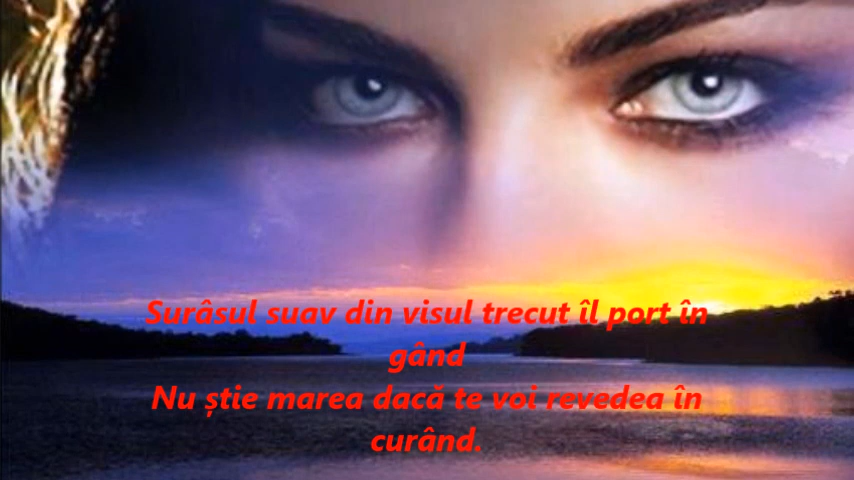 Surâsul suav din visul trecut îl port în
gând
Nu știe marea dacă te voi revedea în
curând.